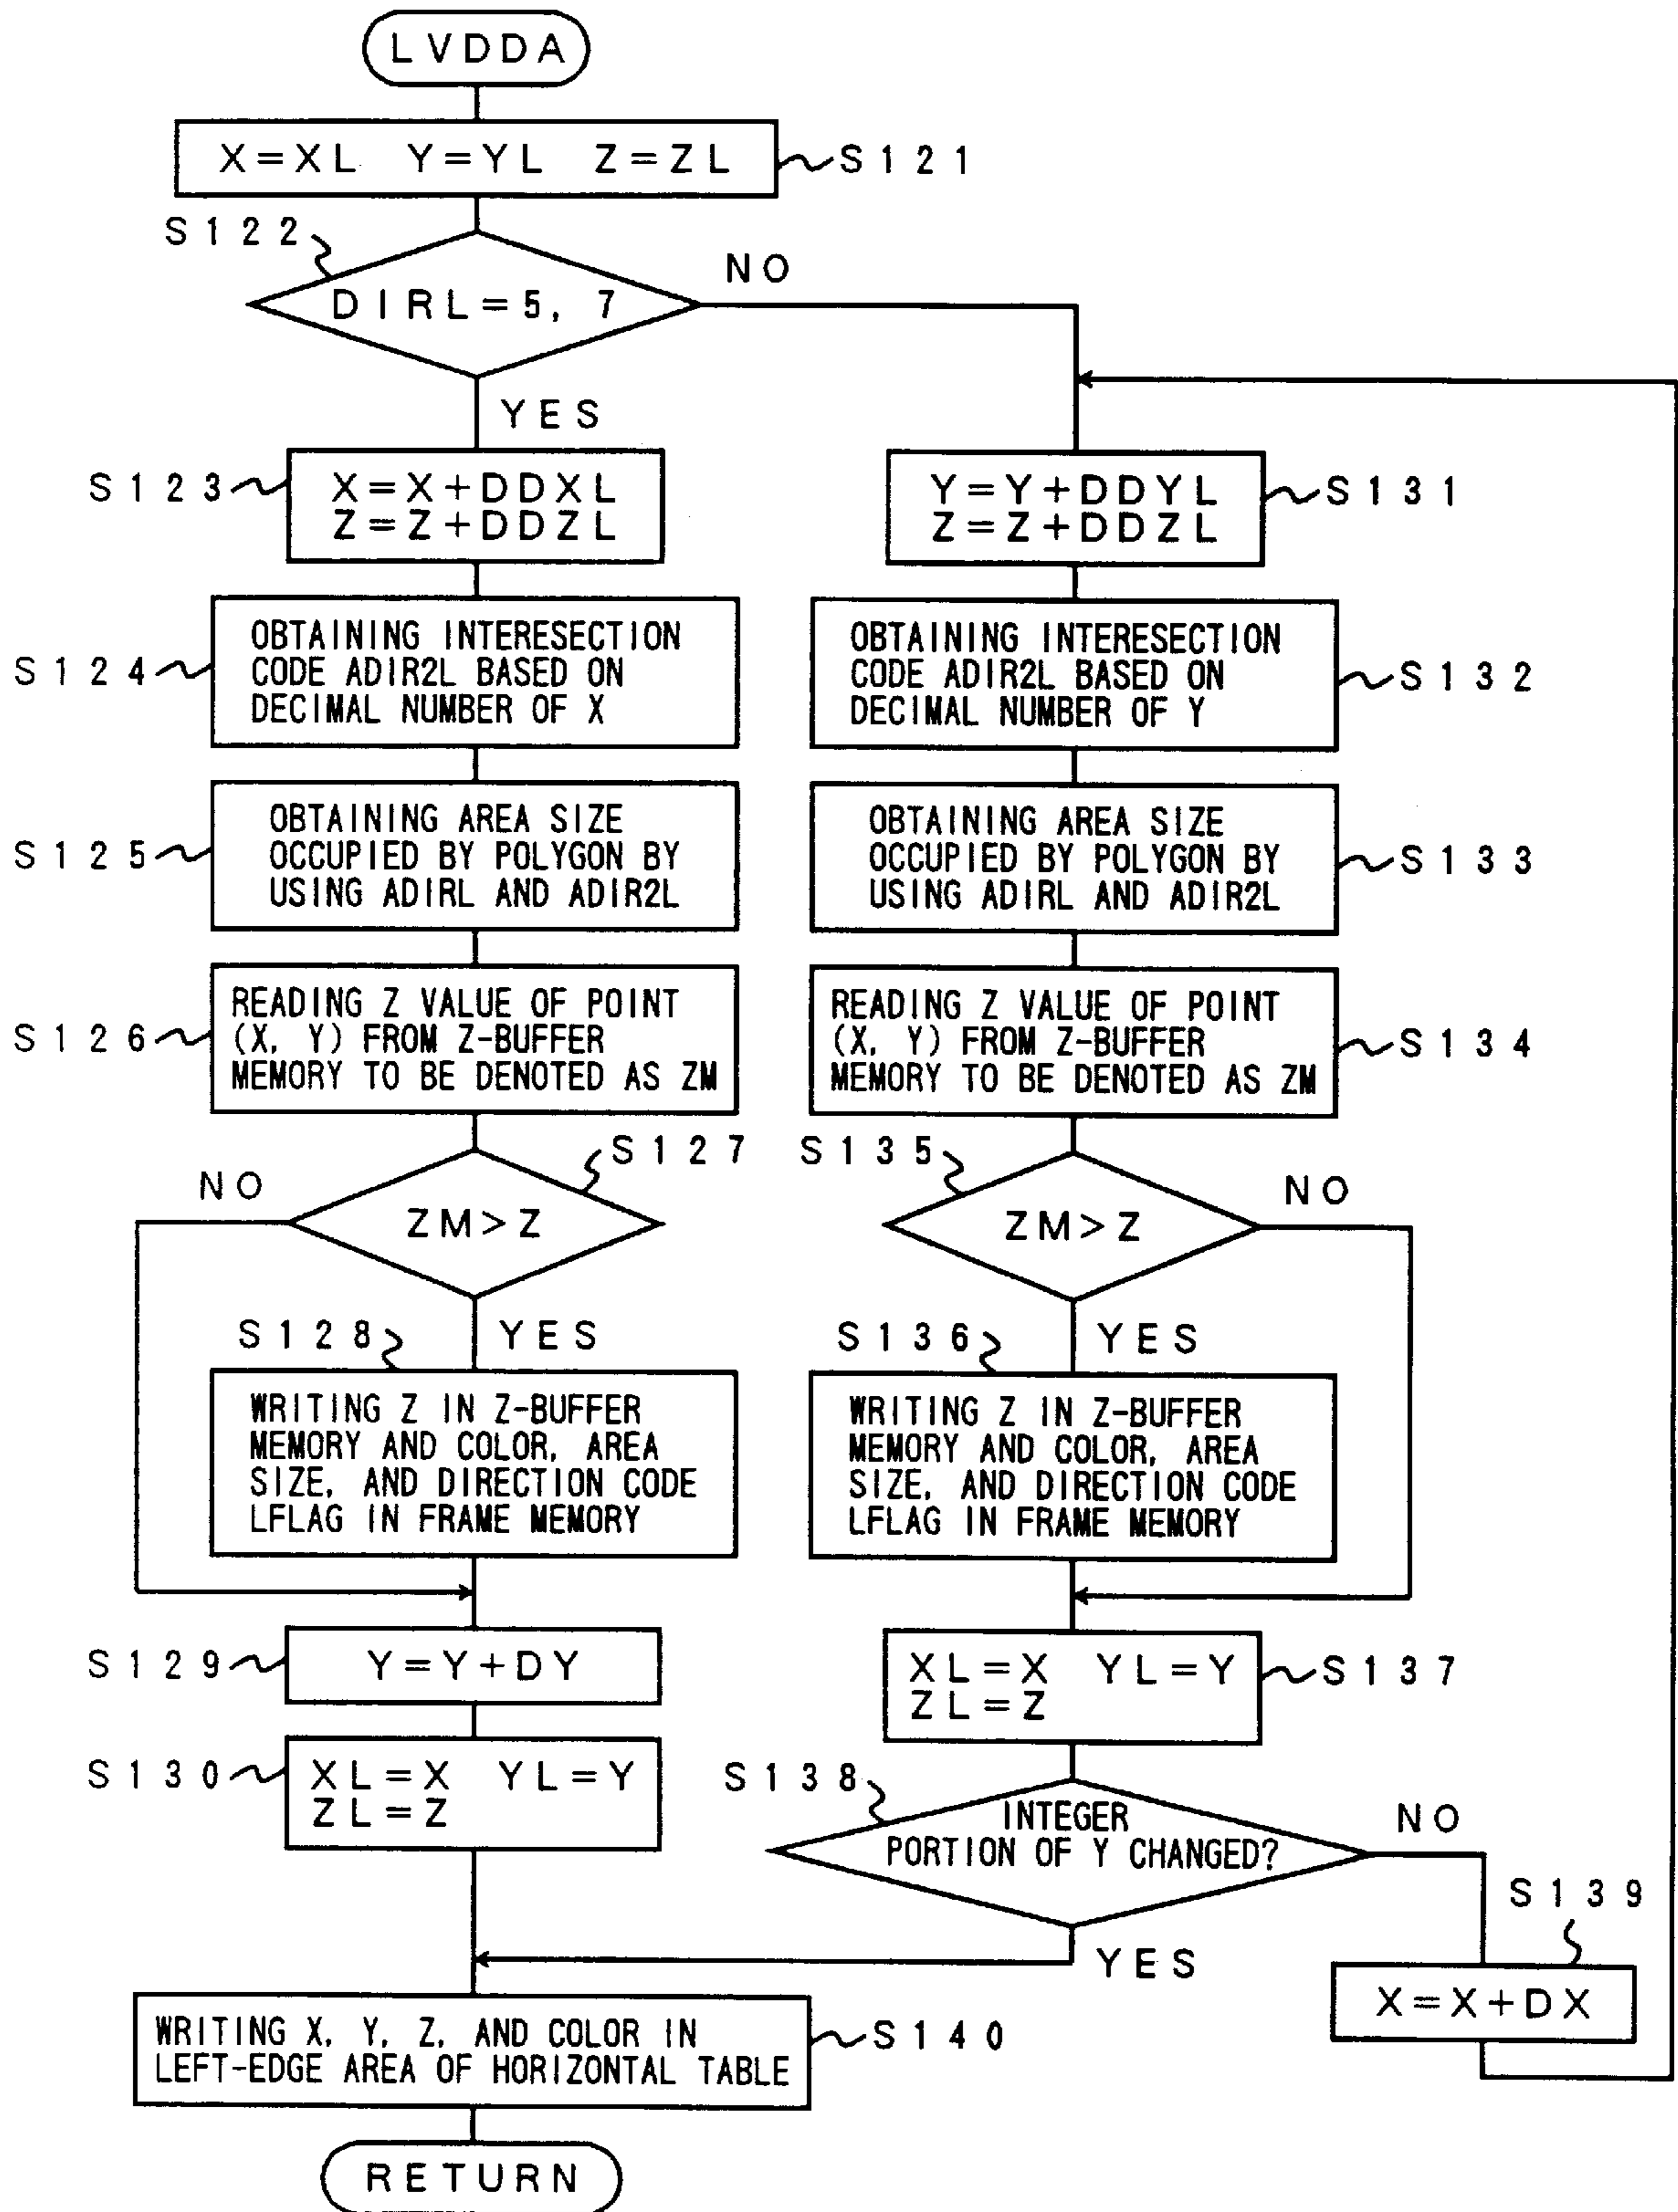 LVDDA
X=XL Y=YL Z=ZL
S121
S122
DIRL=5, 7
NO
YES
S123
X=X+DDXL
Z=Z+DDZL
S124
OBTAINING INTERESECTION
CODE ADIR2L BASED ON
DECIMAL NUMBER OF X
S125
OBTAINING AREA SIZE
OCCUPIED BY POLYGON BY
USING ADIRL AND ADIR2L
S126
READING Z VALUE OF POINT
(X, Y) FROM Z-BUFFER
MEMORY TO BE DENOTED AS ZM
S127
NO
ZM>Z
YES
S128
WRITING Z IN Z-BUFFER
MEMORY AND COLOR, AREA
SIZE, AND DIRECTION CODE
LFLAG IN FRAME MEMORY
S129
Y=Y+DY
S130
XL=X YL=Y
ZL=Z
Y=Y+DDYL
Z=Z+DDZL
S131
OBTAINING INTERESECTION
CODE ADIR2L BASED ON
DECIMAL NUMBER OF Y
S132
OBTAINING AREA SIZE
OCCUPIED BY POLYGON BY
USING ADIRL AND ADIR2L
S133
READING Z VALUE OF POINT
(X, Y) FROM Z-BUFFER
MEMORY TO BE DENOTED AS ZM
S134
S135
ZM>Z
NO
YES
S136
WRITING Z IN Z-BUFFER
MEMORY AND COLOR, AREA
SIZE, AND DIRECTION CODE
LFLAG IN FRAME MEMORY
XL=X YL=Y
ZL=Z
S137
S138
INTEGER
PORTION OF Y CHANGED?
NO
YES
S139
X=X+DX
WRITING X, Y, Z, AND COLOR IN
LEFT-EDGE AREA OF HORIZONTAL TABLE
S140
RETURN